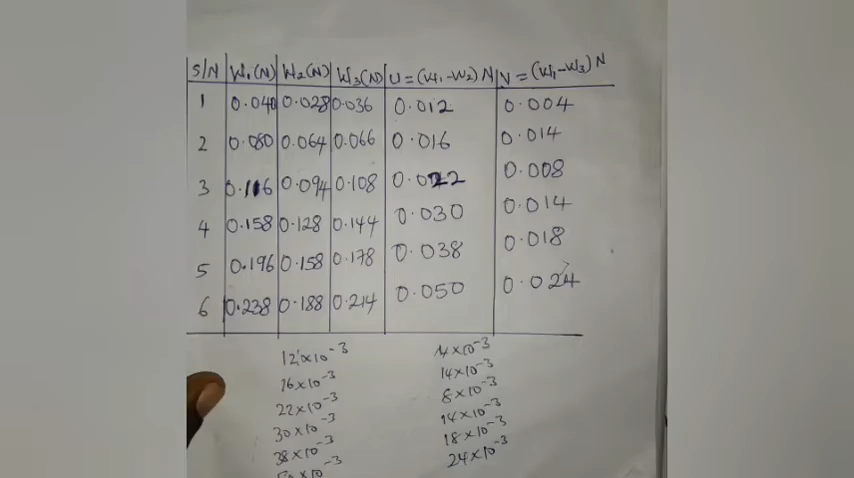 S/N W₁(N) W₂(N) W₃(N) U=(W₁-W₂)N V=(W₁-W₃)N
1 0.040 0.028 0.036 0.012 0.004
2 0.080 0.064 0.066 0.016 0.014
3 0.116 0.094 0.108 0.022 0.008
4 0.158 0.128 0.144 0.030 0.014
5 0.196 0.158 0.178 0.038 0.018
6 0.238 0.188 0.214 0.050 0.024
12×10⁻³ 4×10⁻³
16×10⁻³ 14×10⁻³
22×10⁻³ 8×10⁻³
30×10⁻³ 14×10⁻³
38×10⁻³ 18×10⁻³
50×10⁻³ 24×10⁻³